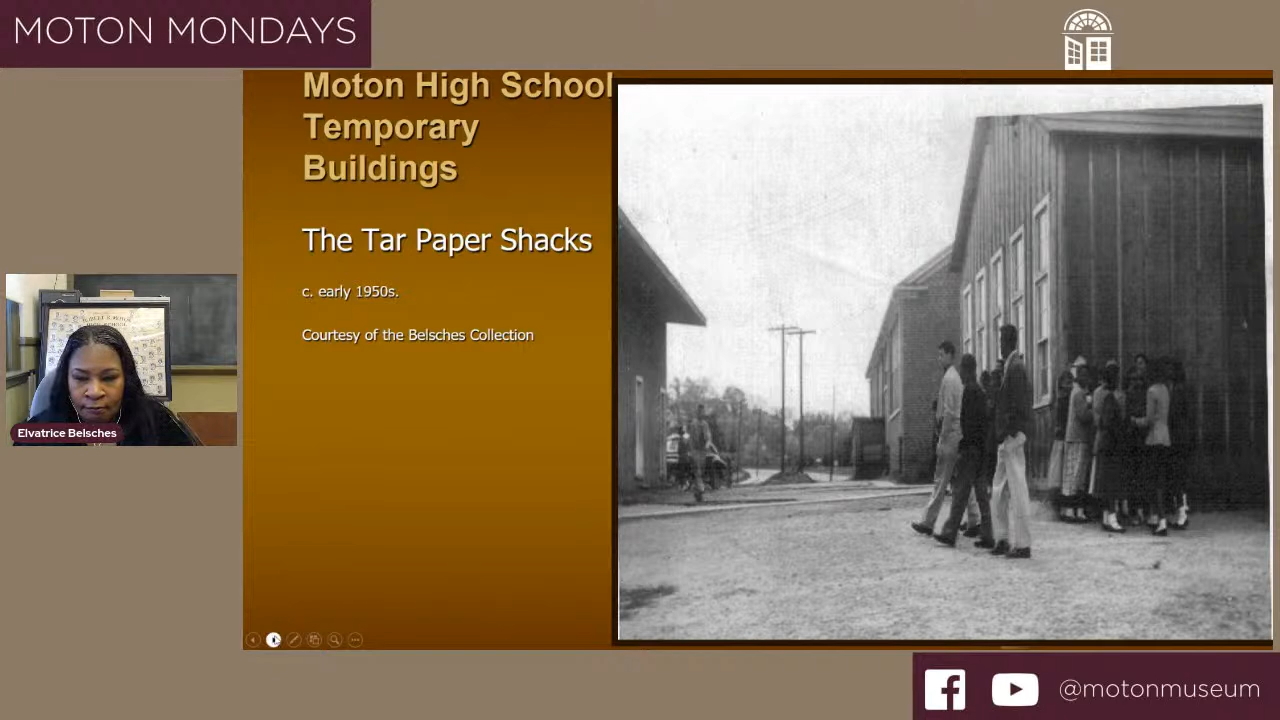 MOTON MONDAYS
Moton High School
Temporary
Buildings
The Tar Paper Shacks
c. early 1950s.
Courtesy of the Belsches Collection
Elvatrice Belsches
@motonmuseum